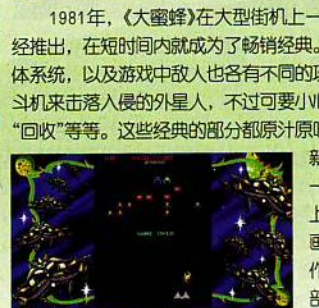 1981年，《大蜜蜂》在大型街机上一
经推出，在短时间内就成为了畅销经典。
体系统，以及游戏中敌人也各有不同的攻
斗机来击落入侵的外星人，不过可要小心
“回收”等等。这些经典的部分都原汁原味
新
一
上
画
作
部